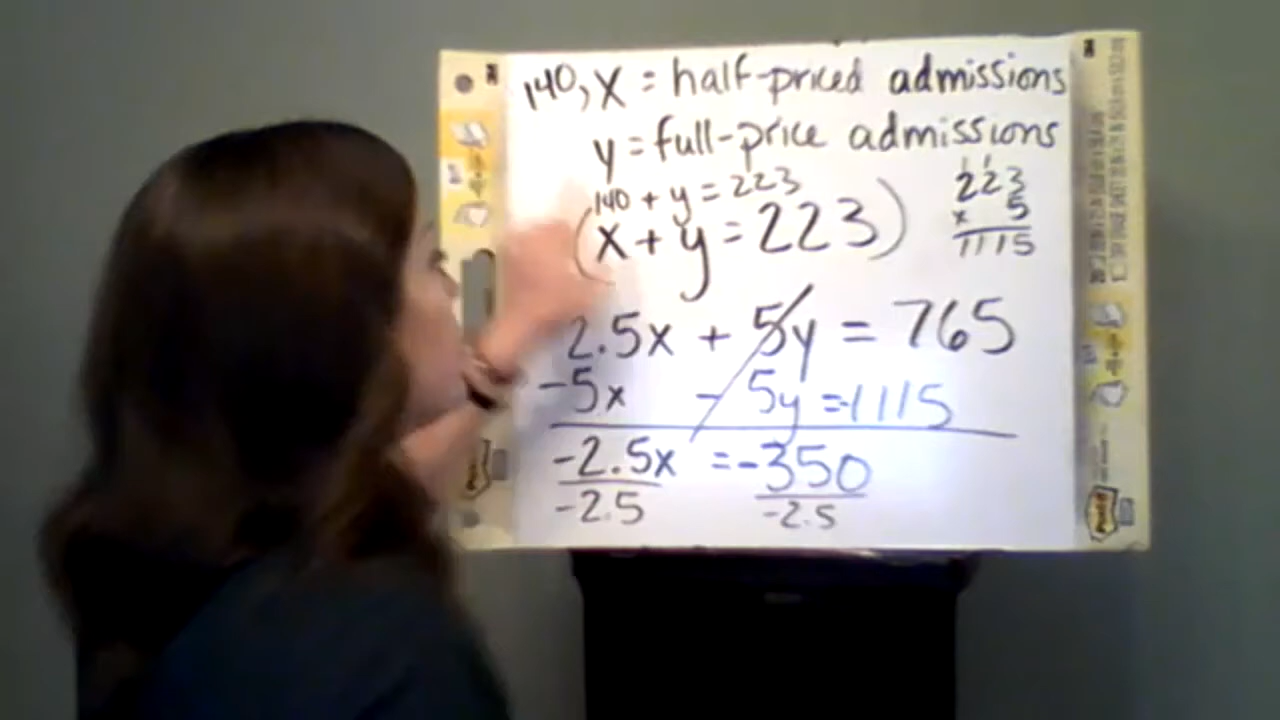 140, x = half-priced admissions
y = full-price admissions
140 + y = 223
(x + y = 223)
223
x 5
1115
2.5x + 5y = 765
-5x - 5y =-1115
-2.5x = -350
-2.5 -2.5